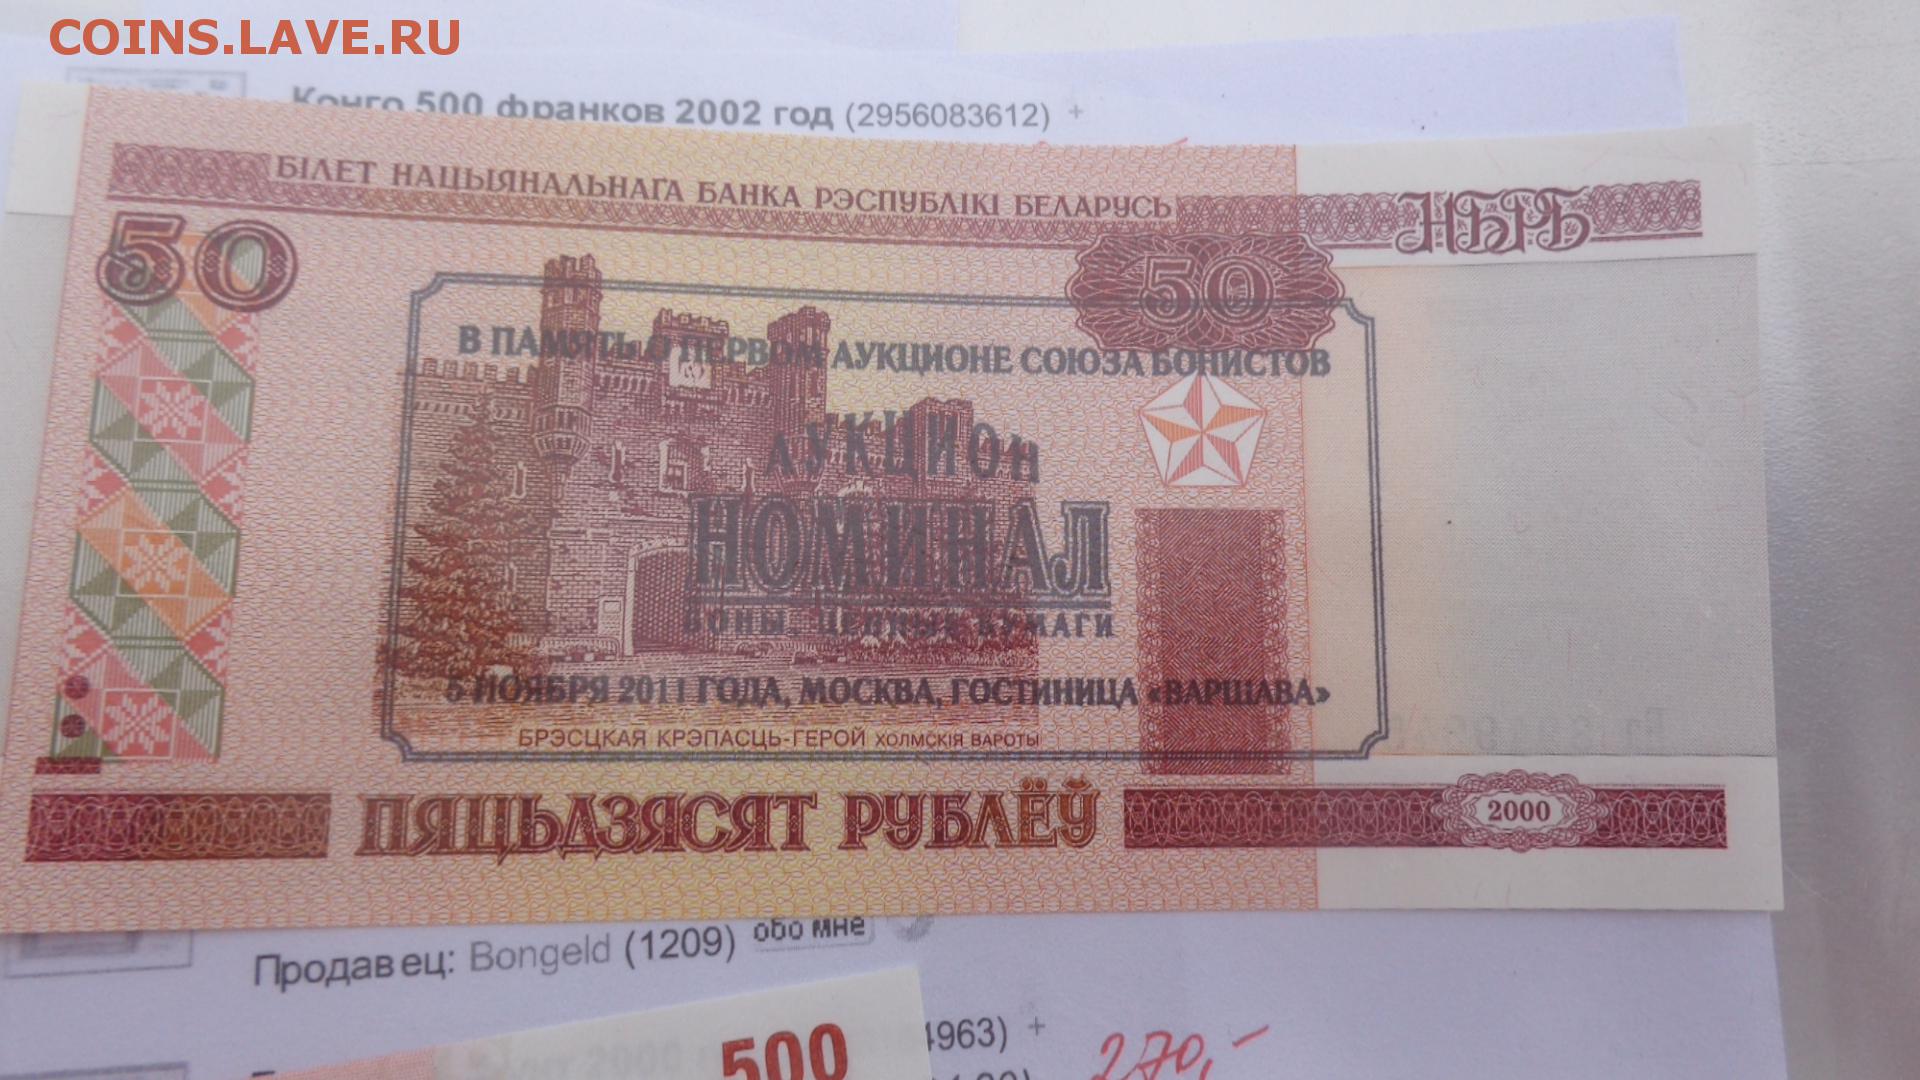 COINS.LAVE.RU
Конго 500 франков 2002 год (2956083612) +
БІЛЕТ НАЦЫЯНАЛЬНАГА БАНКА РЭСПУБЛІКІ БЕЛАРУСЬ
НБРБ
50
50
В ПАМЯТЬ О ПЕРВОМ АУКЦИОНЕ СОЮЗА БОНИСТОВ
АУКЦИОН
НОМИНАЛ
БОНЫ, ЦЕННЫЕ БУМАГИ
5 НОЯБРЯ 2011 ГОДА, МОСКВА, ГОСТИНИЦА «ВАРШАВА»
БРЭСЦКАЯ КРЭПАСЦЬ-ГЕРОЙ ХОЛМСКІЯ ВАРОТЫ
ПЯЦЬДЗЯСЯТ РУБЛЁЎ
2000
Продавец: Bongeld (1209) обо мне
500
4963) +
270,-